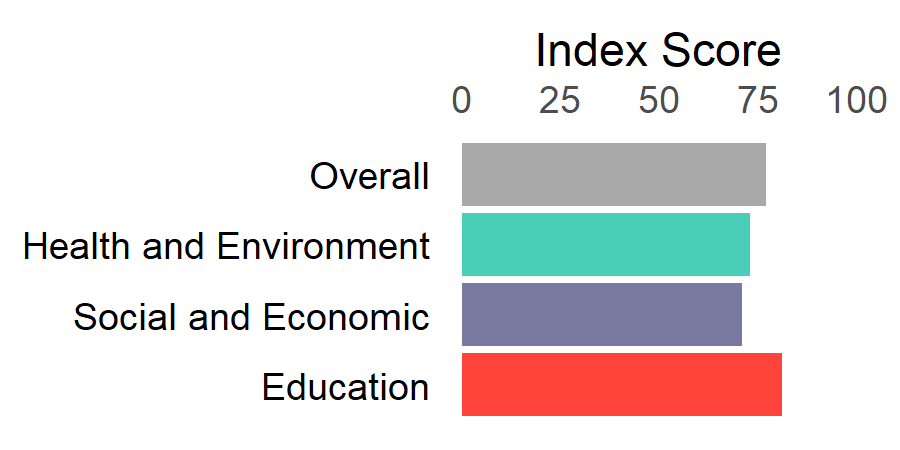 Index Score
0 25 50 75 100
Overall
Health and Environment
Social and Economic
Education